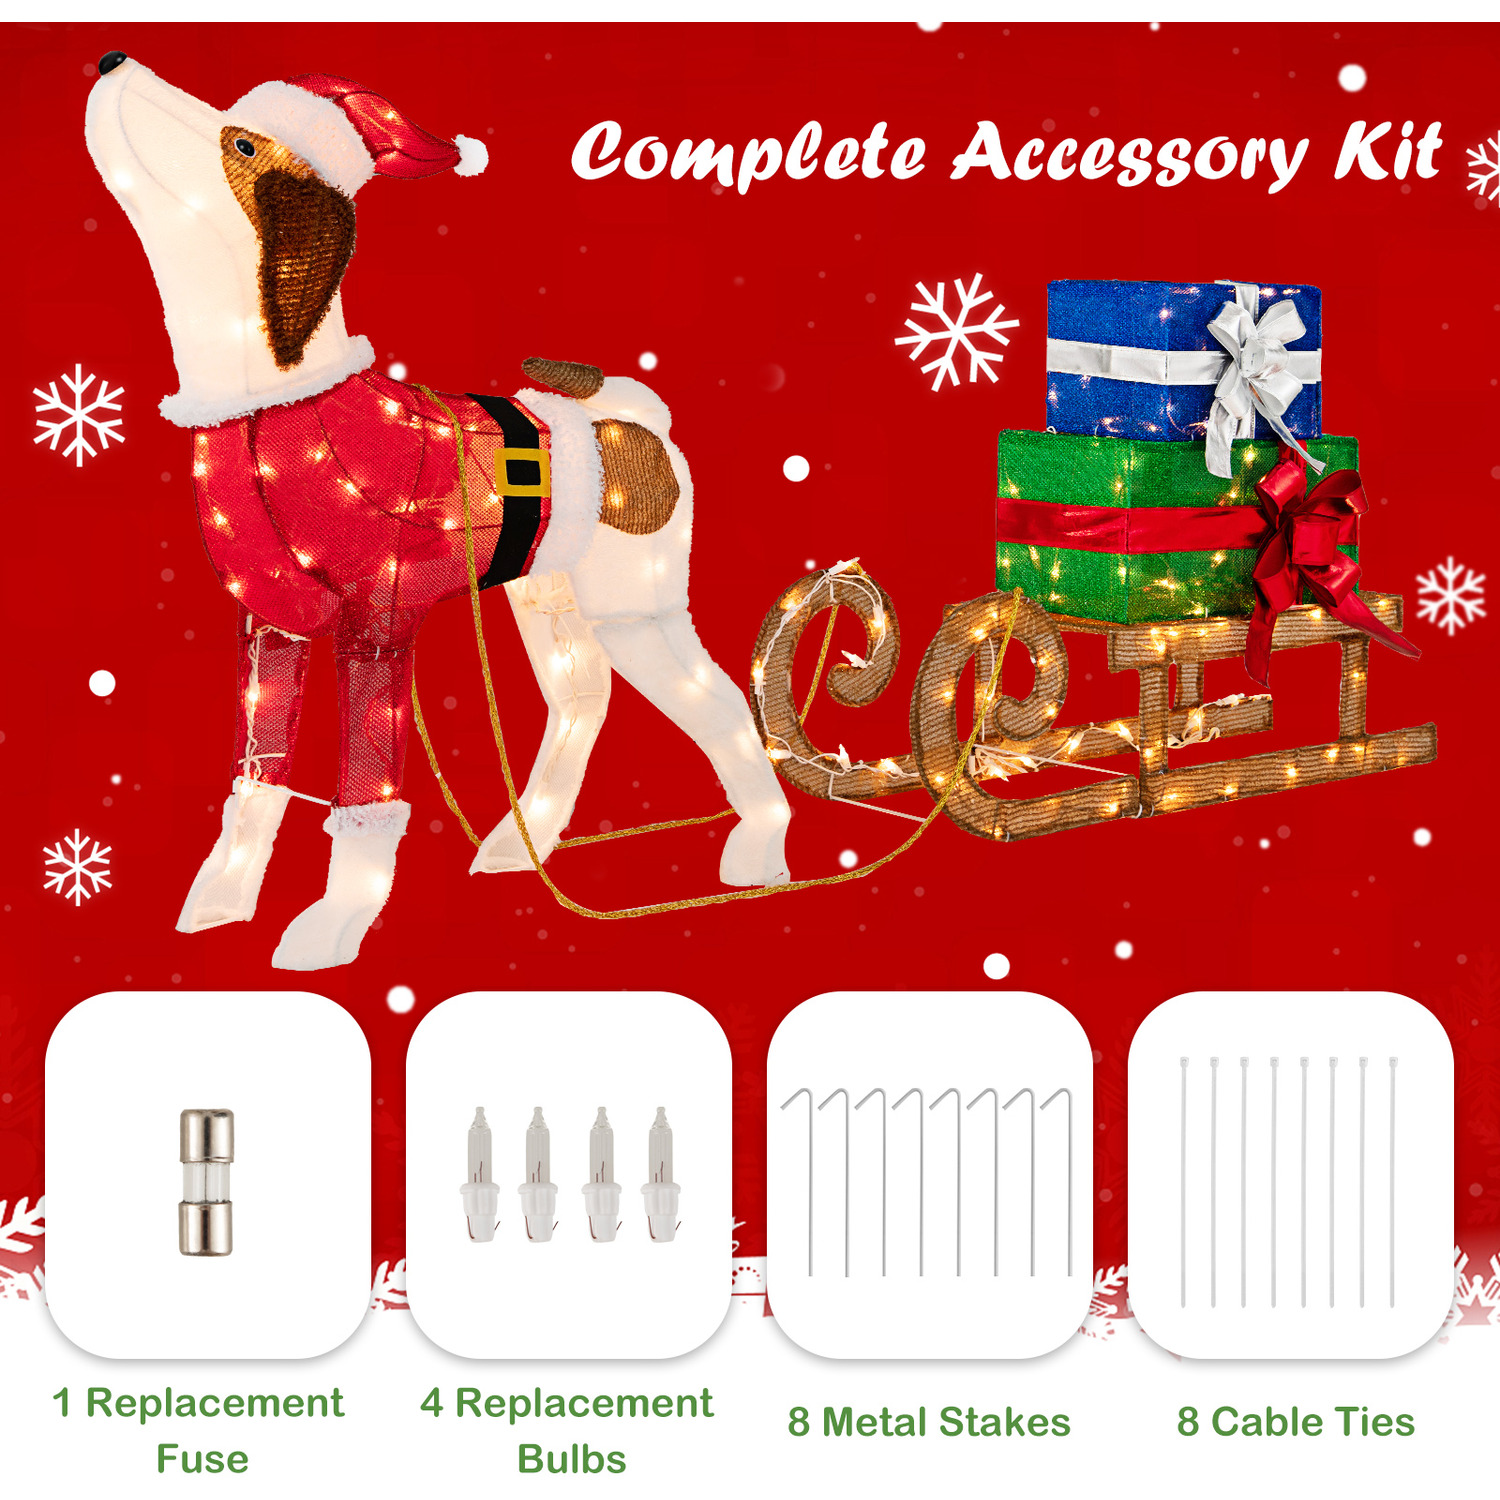 Complete Accessory Kit
1 Replacement
Fuse
4 Replacement
Bulbs
8 Metal Stakes
8 Cable Ties